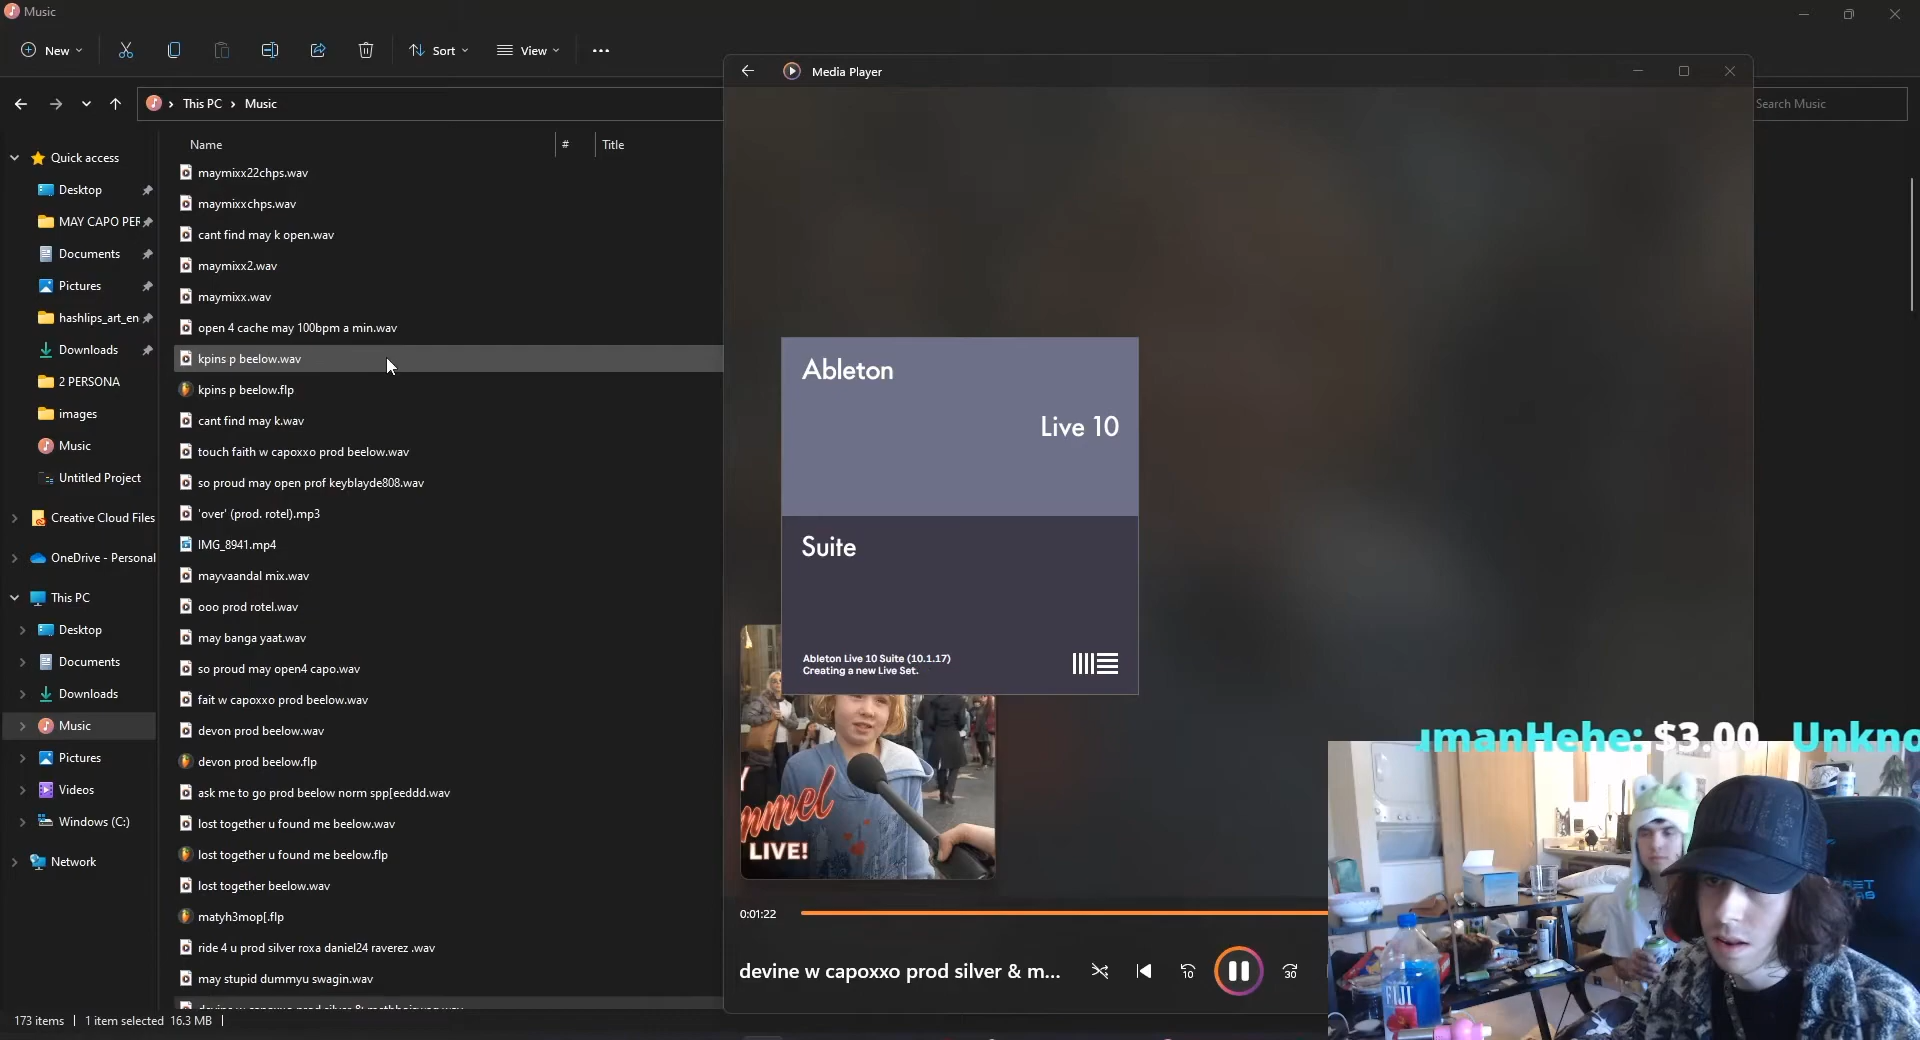 Music
New
Sort
View
This PC
Music
Search Music
Name
#
Title
Quick access
Desktop
MAY CAPO PER
Documents
Pictures
hashlips_art_en
Downloads
2 PERSONA
images
Music
Untitled Project
Creative Cloud Files
OneDrive - Personal
This PC
Desktop
Documents
Downloads
Music
Pictures
Videos
Windows (C:)
Network
maymixx22chps.wav
maymixxchps.wav
cant find may k open.wav
maymixx2.wav
maymixx.wav
open 4 cache may 100bpm a min.wav
kpins p beelow.wav
kpins p beelow.flp
cant find may k.wav
touch faith w capoxxo prod beelow.wav
so proud may open prof keyblayde808.wav
'over' (prod. rotel).mp3
IMG_8941.mp4
mayvaandal mix.wav
ooo prod rotel.wav
may banga yaat.wav
so proud may open4 capo.wav
fait w capoxxo prod beelow.wav
devon prod beelow.wav
devon prod beelow.flp
ask me to go prod beelow norm spp[eeddd.wav
lost together u found me beelow.wav
lost together u found me beelow.flp
lost together beelow.wav
matyh3mop[.flp
ride 4 u prod silver roxa daniel24 raverez .wav
may stupid dummyu swagin.wav
173 items
1 item selected 16.3 MB
Media Player
Ableton
Live 10
Suite
Ableton Live 10 Suite (10.1.17)
Creating a new Live Set.
LIVE!
0:01:22
devine w capoxxo prod silver & m...
10
30
manHehe: $3.00 Unkno
FIJI